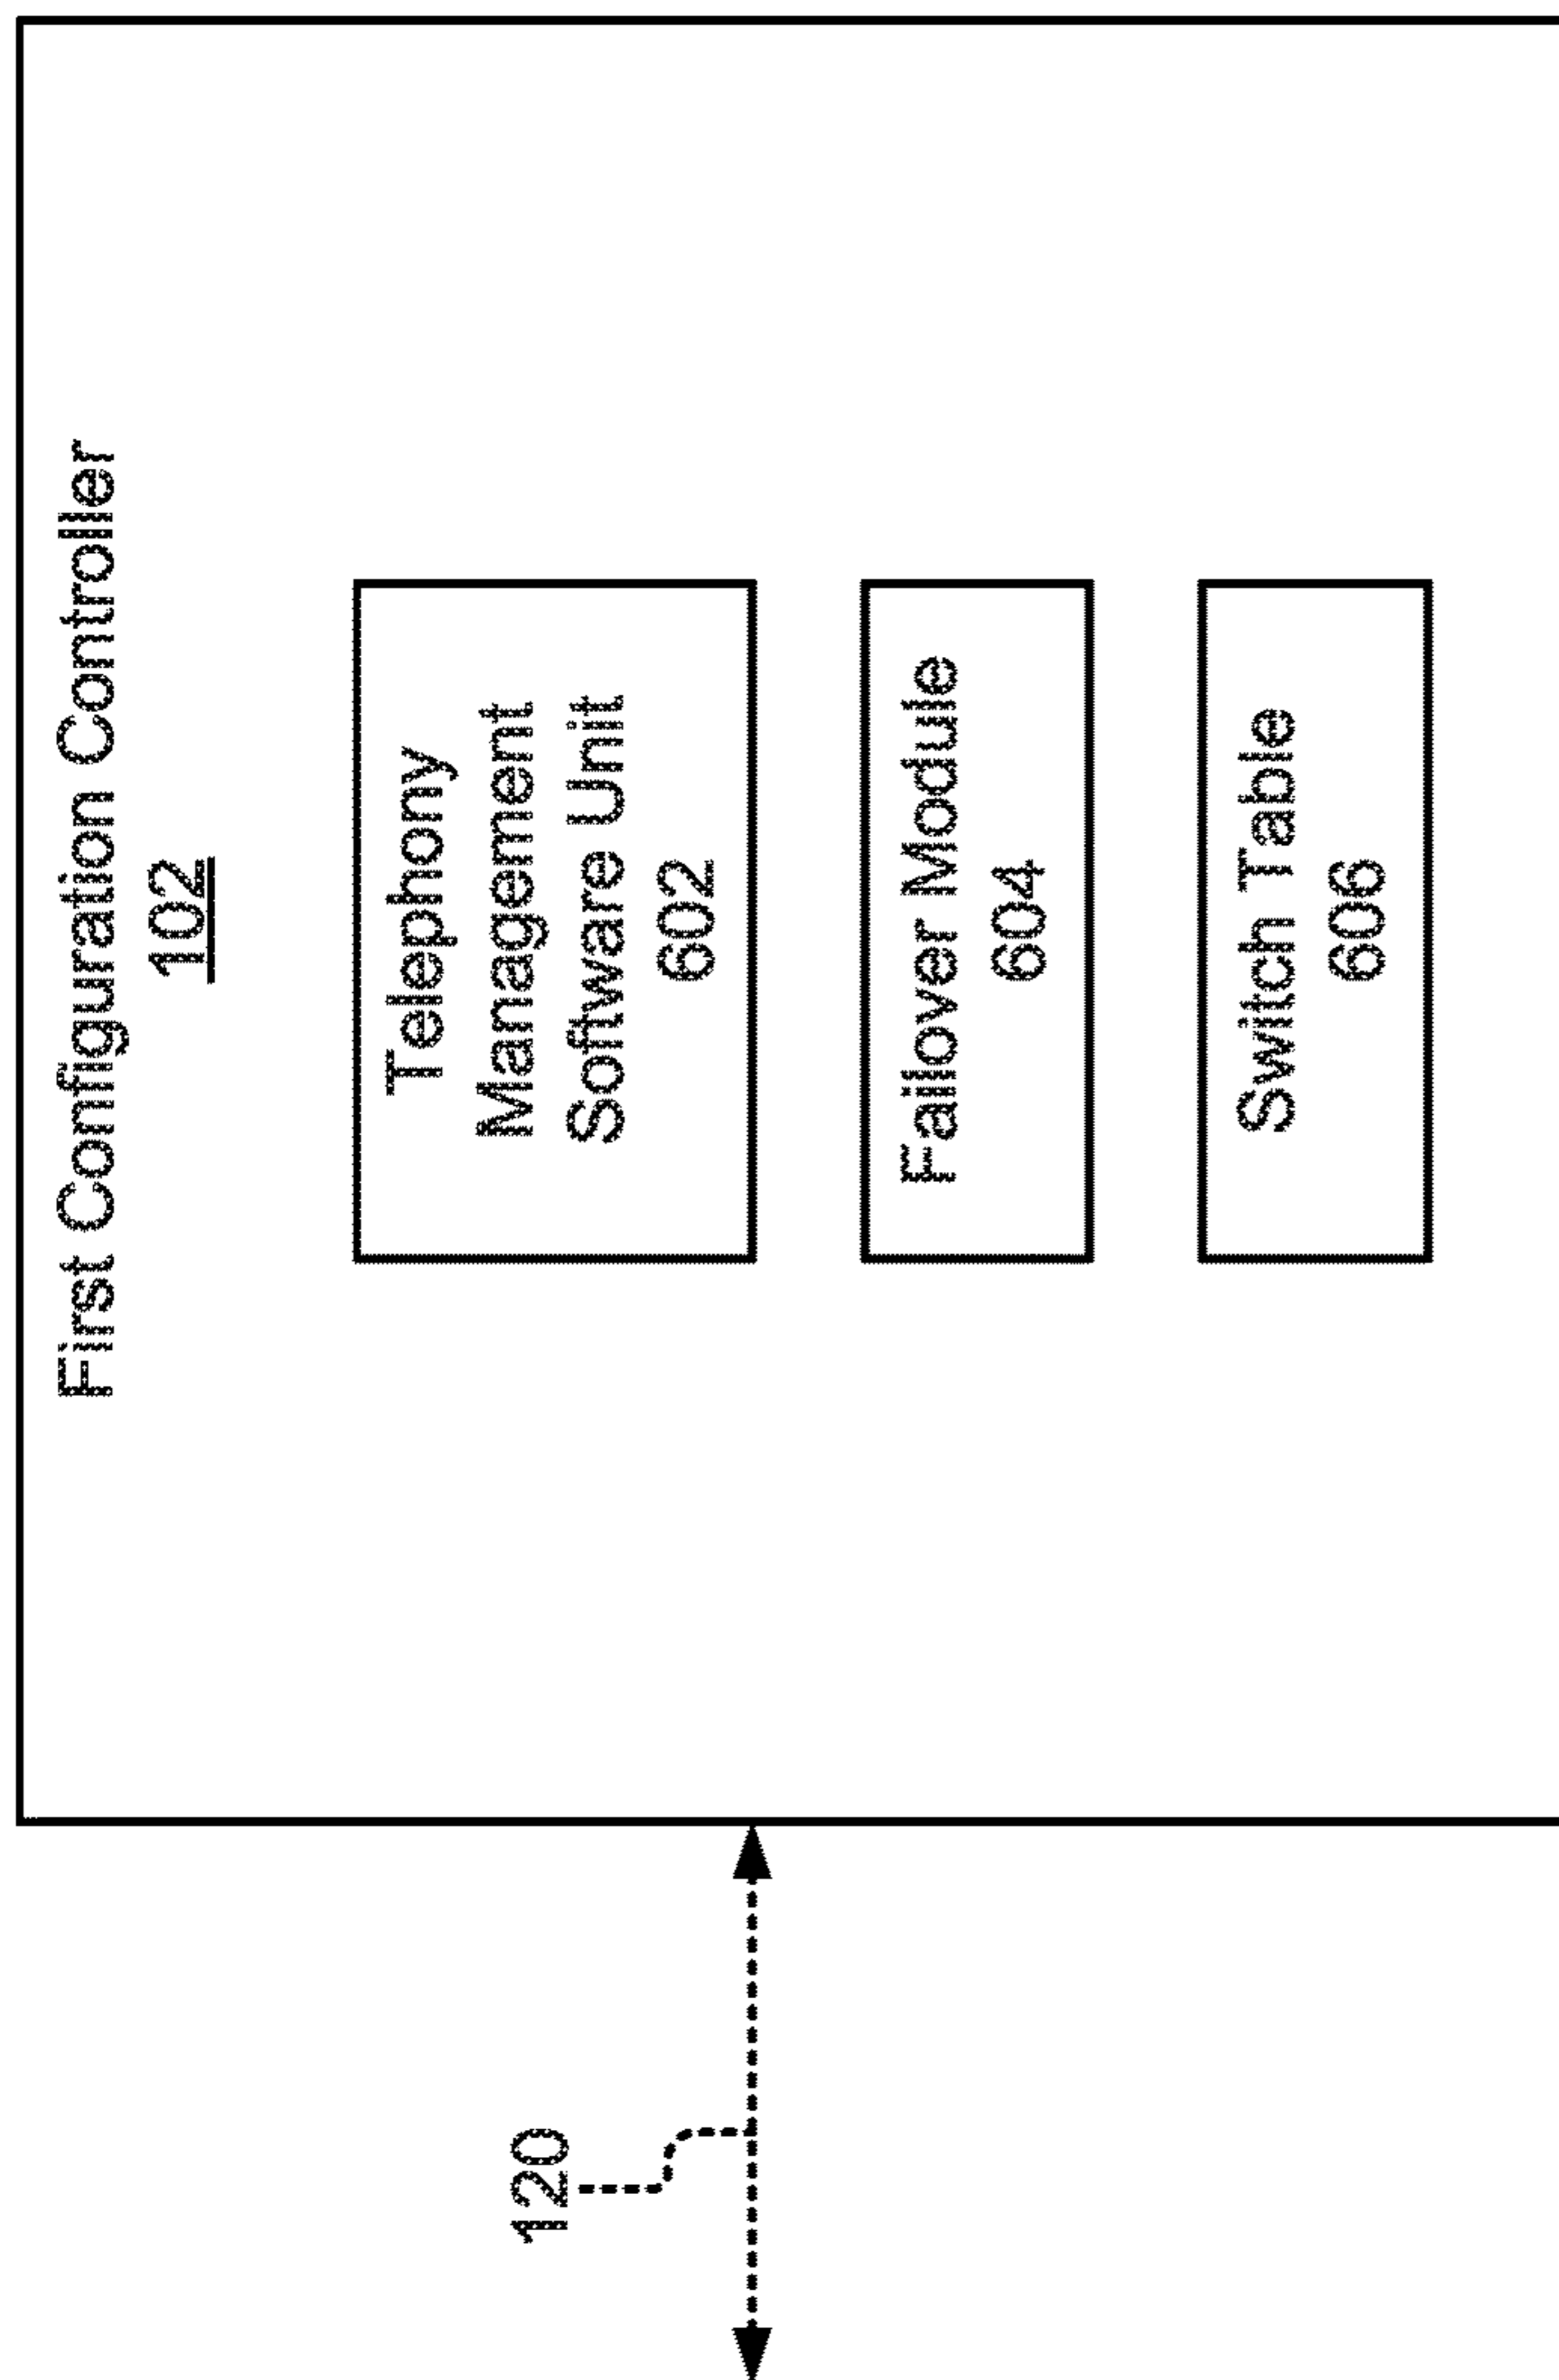 First Configuration Controller
102
Telephony
Management
Software Unit
602
Failover Module
604
Switch Table
606
120